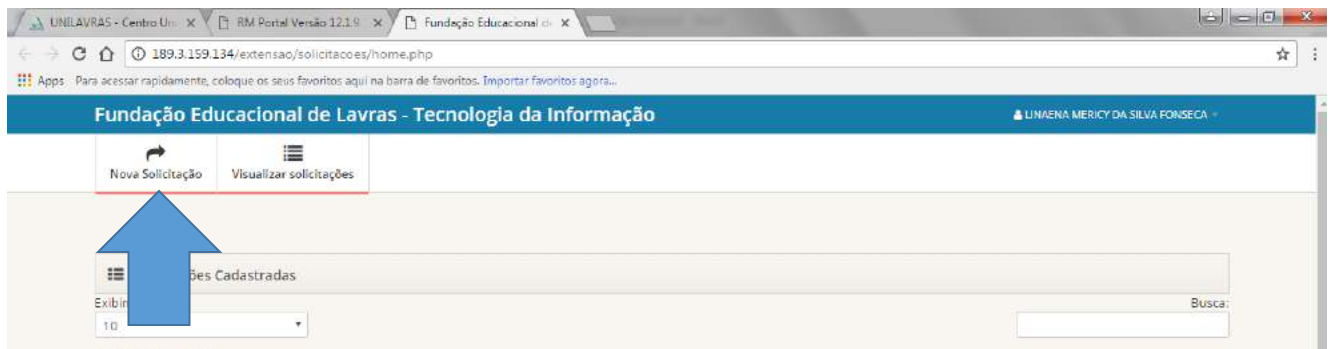 UNILAVRAS - Centro Un
RM Portal Versão 12.1.9
Fundação Educacional de
189.3.159.134/extensao/solicitacoes/home.php
Apps Para acessar rapidamente, coloque os seus favoritos aqui na barra de favoritos. Importar favoritos agora...
Fundação Educacional de Lavras - Tecnologia da Informação
LINAENA MERICY DA SILVA FONSECA
Nova Solicitação
Visualizar solicitações
ões Cadastradas
Exibir
Busca:
10